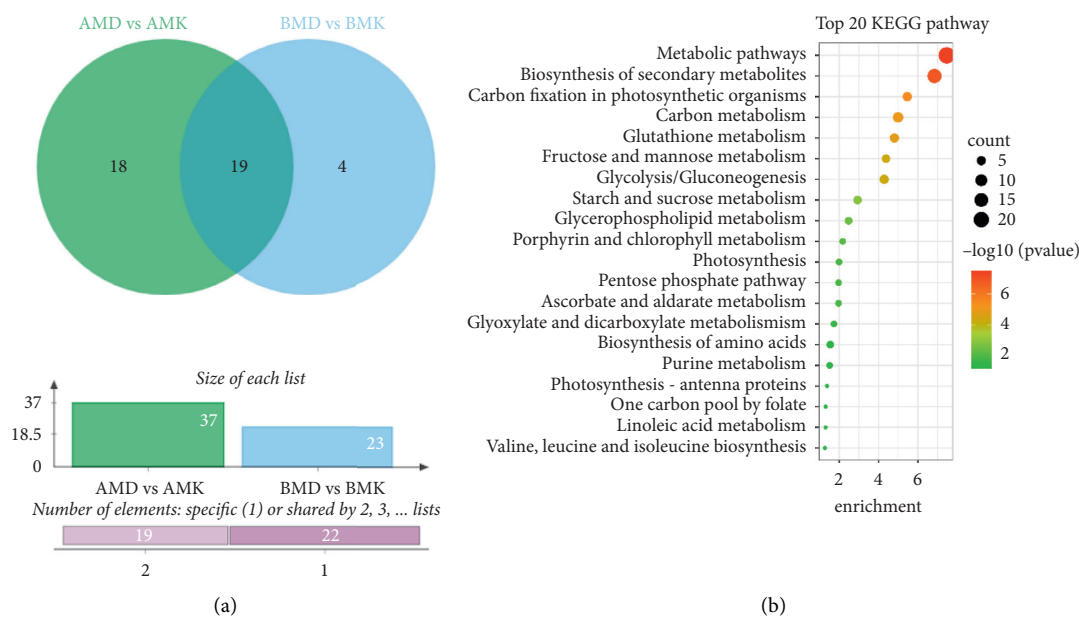 AMD vs AMK
BMD vs BMK
18
19
4
Size of each list
37
18.5
0
37
23
AMD vs AMK
BMD vs BMK
Number of elements: specific (1) or shared by 2, 3, ... lists
19
22
2
1
(a)
Top 20 KEGG pathway
Metabolic pathways
Biosynthesis of secondary metabolites
Carbon fixation in photosynthetic organisms
Carbon metabolism
Glutathione metabolism
Fructose and mannose metabolism
Glycolysis/Gluconeogenesis
Starch and sucrose metabolism
Glycerophospholipid metabolism
Porphyrin and chlorophyll metabolism
Photosynthesis
Pentose phosphate pathway
Ascorbate and aldarate metabolism
Glyoxylate and dicarboxylate metabolismism
Biosynthesis of amino acids
Purine metabolism
Photosynthesis - antenna proteins
One carbon pool by folate
Linoleic acid metabolism
Valine, leucine and isoleucine biosynthesis
2 4 6
enrichment
count
5
10
15
20
–log10 (pvalue)
6
4
2
(b)